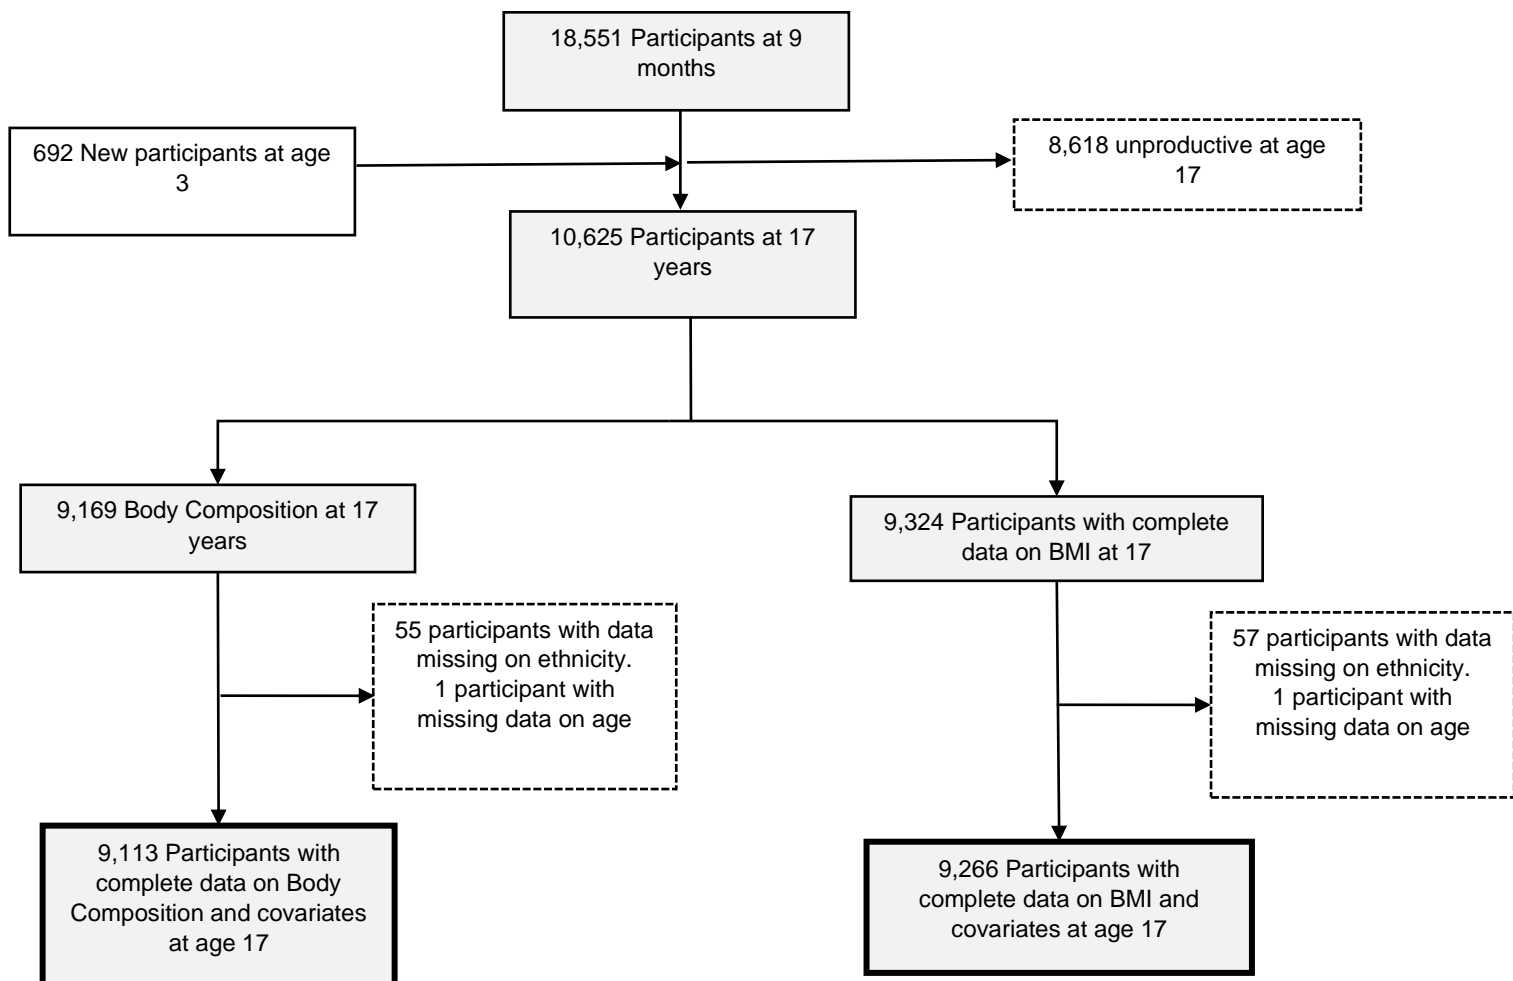 18,551 Participants at 9
months
692 New participants at age
3
8,618 unproductive at age
17
10,625 Participants at 17
years
9,169 Body Composition at 17
years
9,324 Participants with complete
data on BMI at 17
55 participants with data
missing on ethnicity.
1 participant with
missing data on age
57 participants with data
missing on ethnicity.
1 participant with
missing data on age
9,113 Participants with
complete data on Body
Composition and covariates
at age 17
9,266 Participants with
complete data on BMI and
covariates at age 17